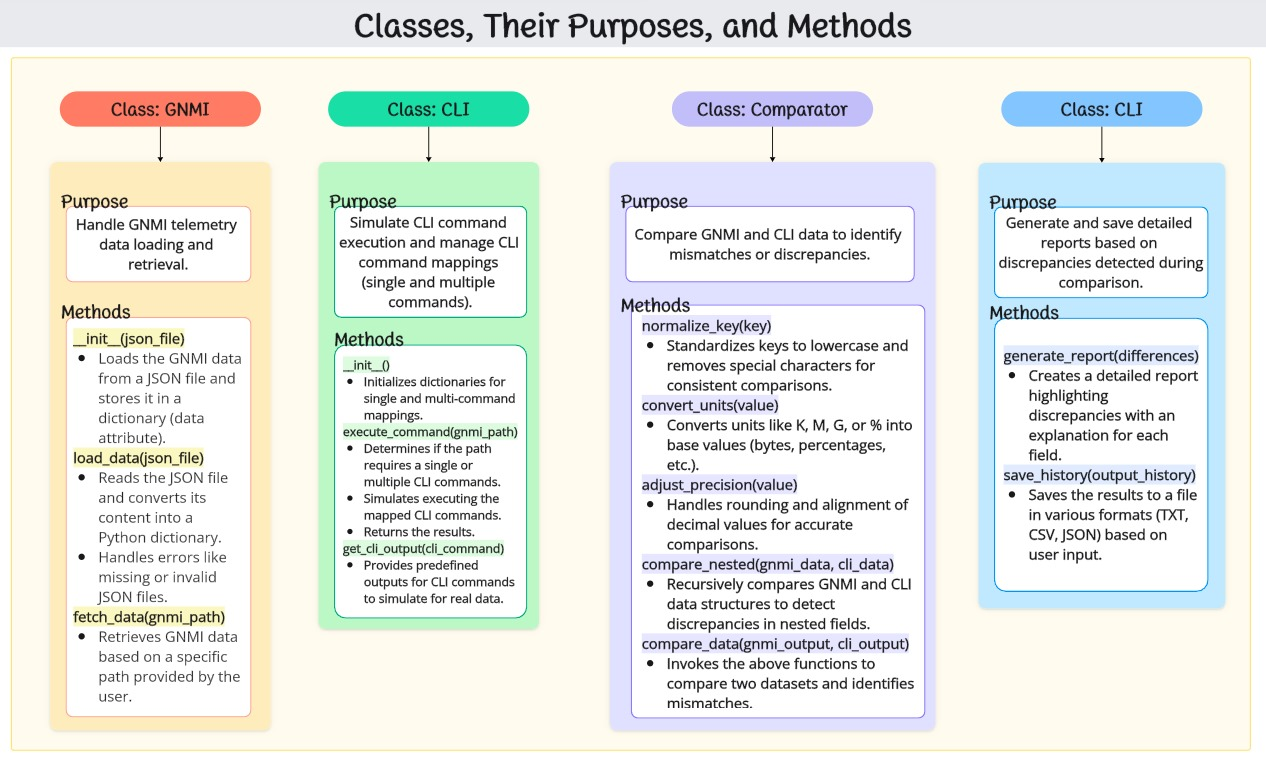 Classes, Their Purposes, and Methods
Class: GNMI
Purpose
Handle GNMI telemetry
data loading and
retrieval.
Methods
__init__(json_file)
• Loads the GNMI data
from a JSON file and
stores it in a
dictionary (data
attribute).
load_data(json_file)
• Reads the JSON file
and converts its
content into a
Python dictionary.
• Handles errors like
missing or invalid
JSON files.
fetch_data(gnmi_path)
• Retrieves GNMI data
based on a specific
path provided by the
user.
Class: CLI
Purpose
Simulate CLI command
execution and manage CLI
command mappings
(single and multiple
commands).
Methods
__init__()
• Initializes dictionaries for
single and multi-command
mappings.
execute_command(gnmi_path)
• Determines if the path
requires a single or
multiple CLI commands.
• Simulates executing the
mapped CLI commands.
• Returns the results.
get_cli_output(cli_command)
• Provides predefined
outputs for CLI commands
to simulate for real data.
Class: Comparator
Purpose
Compare GNMI and CLI data to identify
mismatches or discrepancies.
Methods
normalize_key(key)
• Standardizes keys to lowercase and
removes special characters for
consistent comparisons.
convert_units(value)
• Converts units like K, M, G, or % into
base values (bytes, percentages,
etc.).
adjust_precision(value)
• Handles rounding and alignment of
decimal values for accurate
comparisons.
compare_nested(gnmi_data, cli_data)
• Recursively compares GNMI and CLI
data structures to detect
discrepancies in nested fields.
compare_data(gnmi_output, cli_output)
• Invokes the above functions to
compare two datasets and identifies
mismatches.
Class: CLI
Purpose
Generate and save detailed
reports based on
discrepancies detected during
comparison.
Methods
generate_report(differences)
• Creates a detailed report
highlighting
discrepancies with an
explanation for each
field.
save_history(output_history)
• Saves the results to a file
in various formats (TXT,
CSV, JSON) based on
user input.